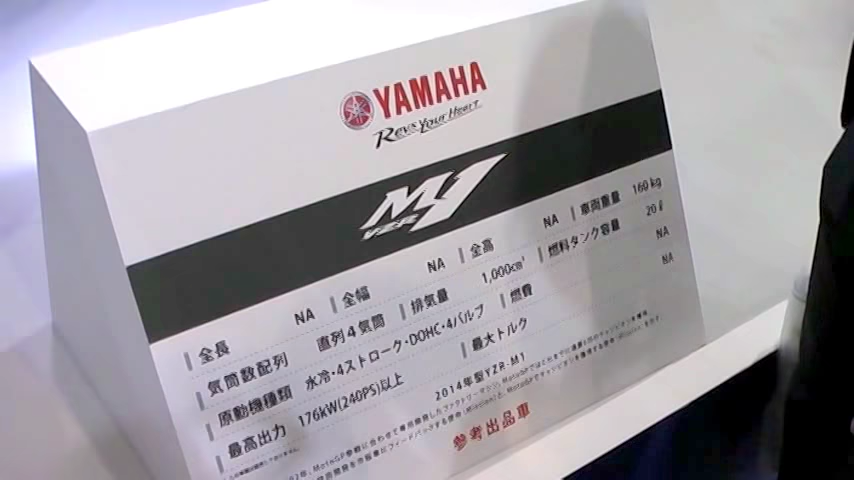 YAMAHA
Revs Your Heart
YZR M1
全長 NA 全幅 NA 全高 NA 車両重量 160kg
気筒数配列 直列4気筒 排気量 1,000cm³ 燃料タンク容量 20ℓ
原動機種類 水冷・4ストローク・DOHC・4バルブ 燃費 NA
最高出力 176kW(240PS)以上 最大トルク NA
2014年型YZR-M1
参考出品車